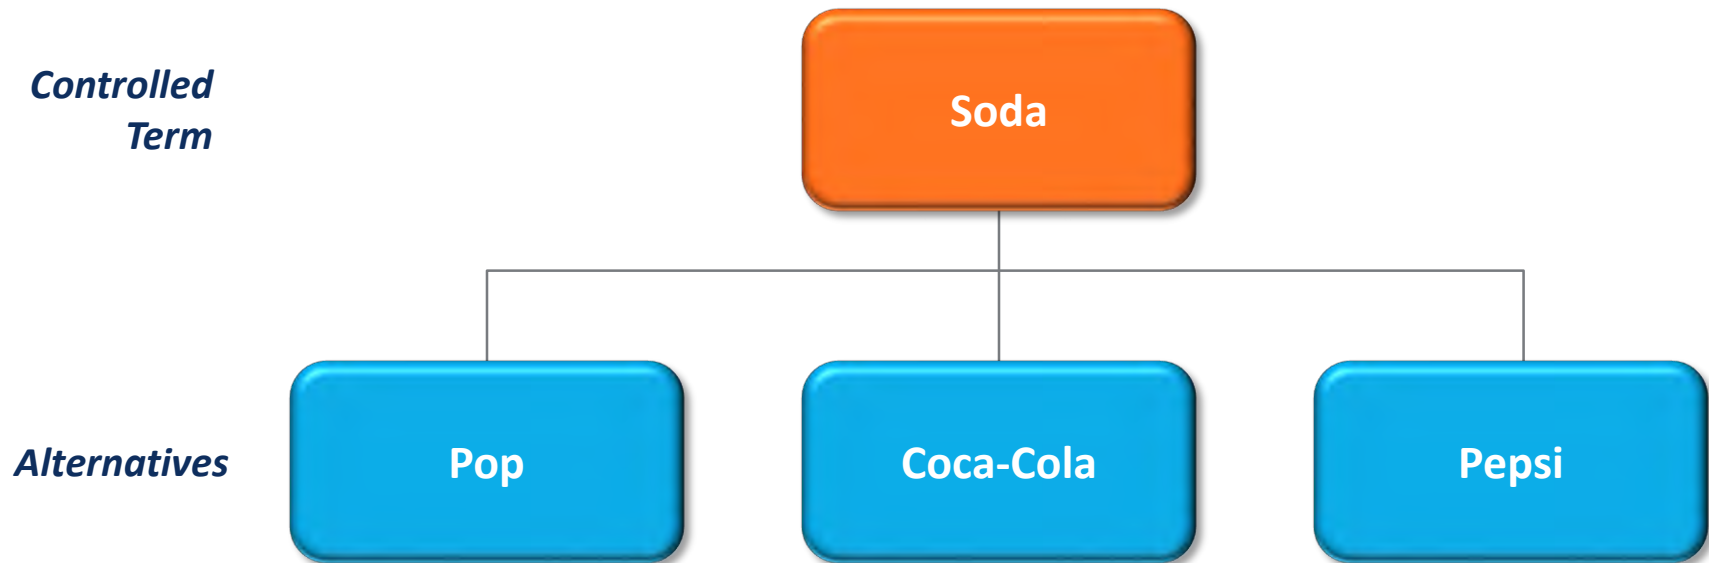 Controlled
Term
Soda
Alternatives
Pop
Coca-Cola
Pepsi